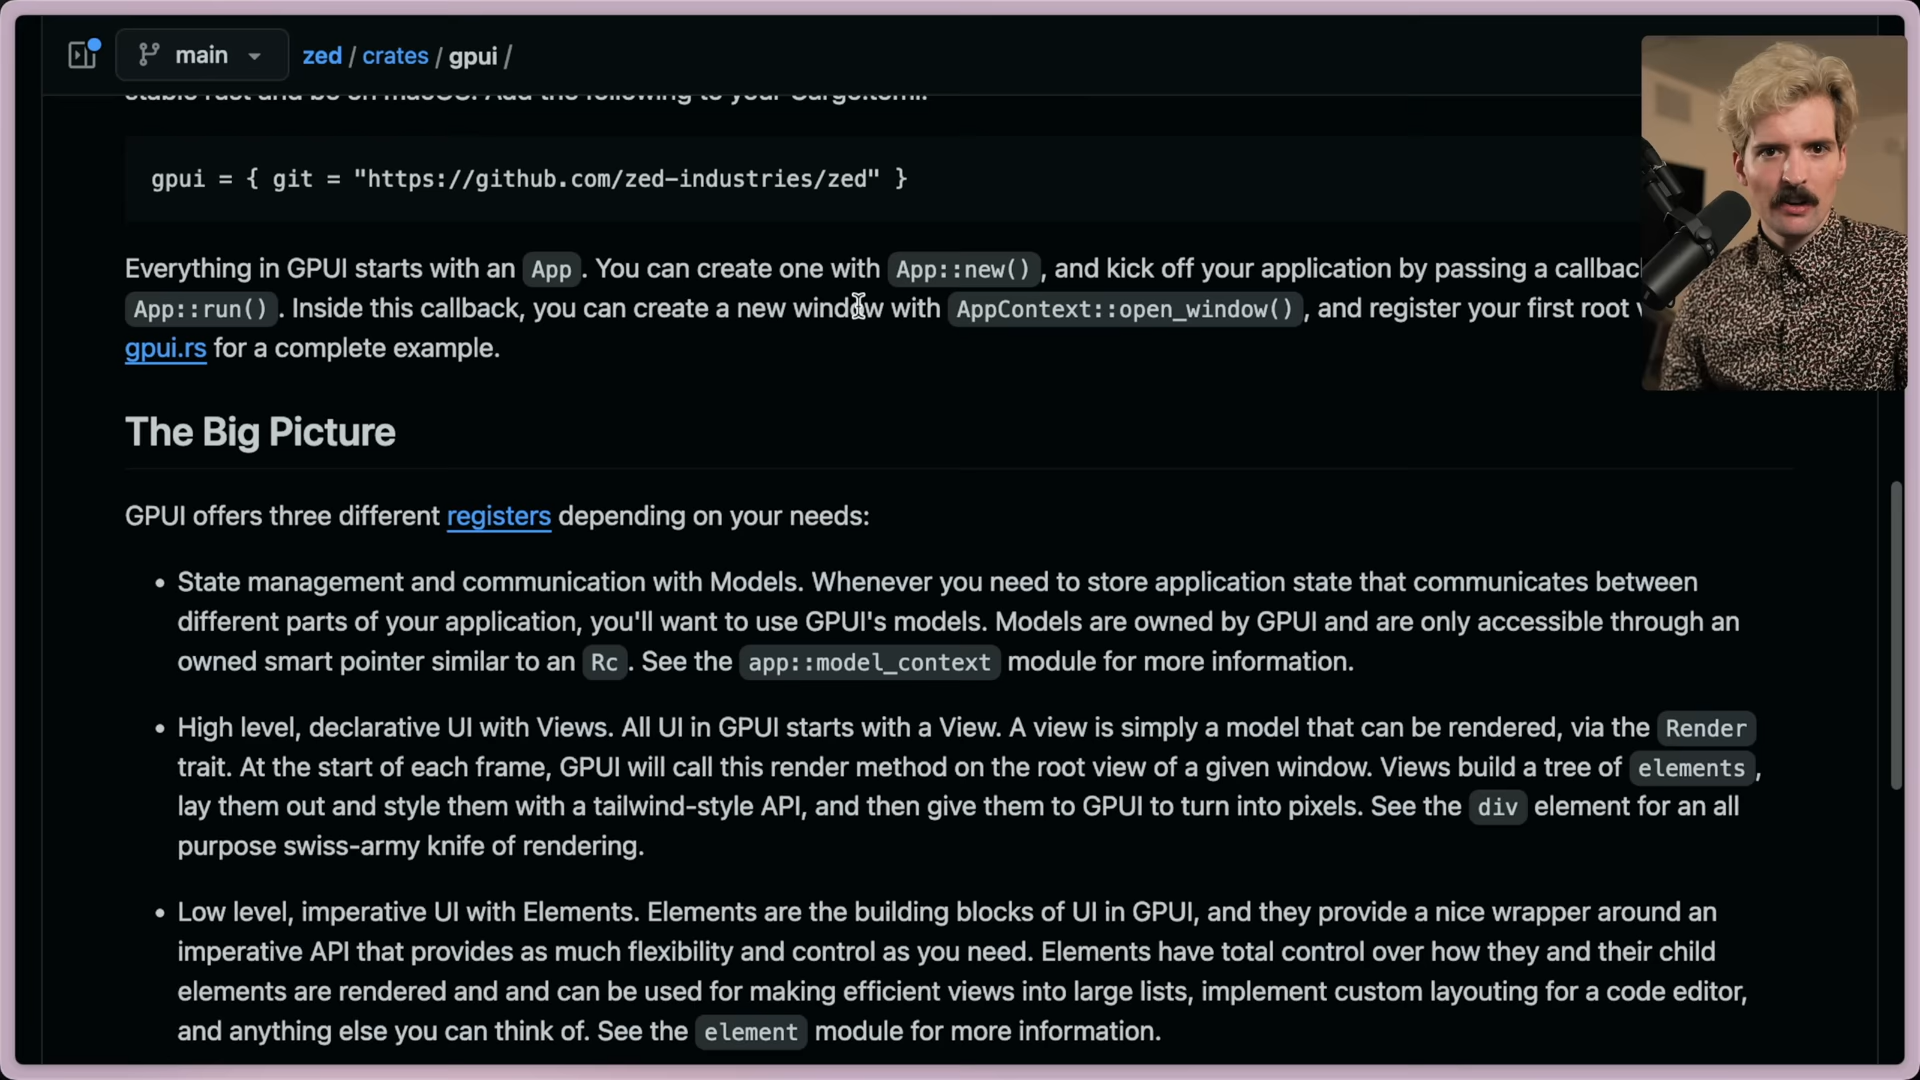 main
zed / crates / gpui /
stable rust and be on macOS. Add the following to your Cargo.toml:
gpui = { git = "https://github.com/zed-industries/zed" }
Everything in GPUI starts with an App . You can create one with App::new() , and kick off your application by passing a
App::run() . Inside this callback, you can create a new window with AppContext::open_window() , and register your first root
gpui.rs for a complete example.
The Big Picture
GPUI offers three different registers depending on your needs:
• State management and communication with Models. Whenever you need to store application state that communicates between
different parts of your application, you'll want to use GPUI's models. Models are owned by GPUI and are only accessible through an
owned smart pointer similar to an Rc . See the app::model_context module for more information.
• High level, declarative UI with Views. All UI in GPUI starts with a View. A view is simply a model that can be rendered, via the Render
trait. At the start of each frame, GPUI will call this render method on the root view of a given window. Views build a tree of elements ,
lay them out and style them with a tailwind-style API, and then give them to GPUI to turn into pixels. See the div element for an all
purpose swiss-army knife of rendering.
• Low level, imperative UI with Elements. Elements are the building blocks of UI in GPUI, and they provide a nice wrapper around an
imperative API that provides as much flexibility and control as you need. Elements have total control over how they and their child
elements are rendered and and can be used for making efficient views into large lists, implement custom layouting for a code editor,
and anything else you can think of. See the element module for more information.